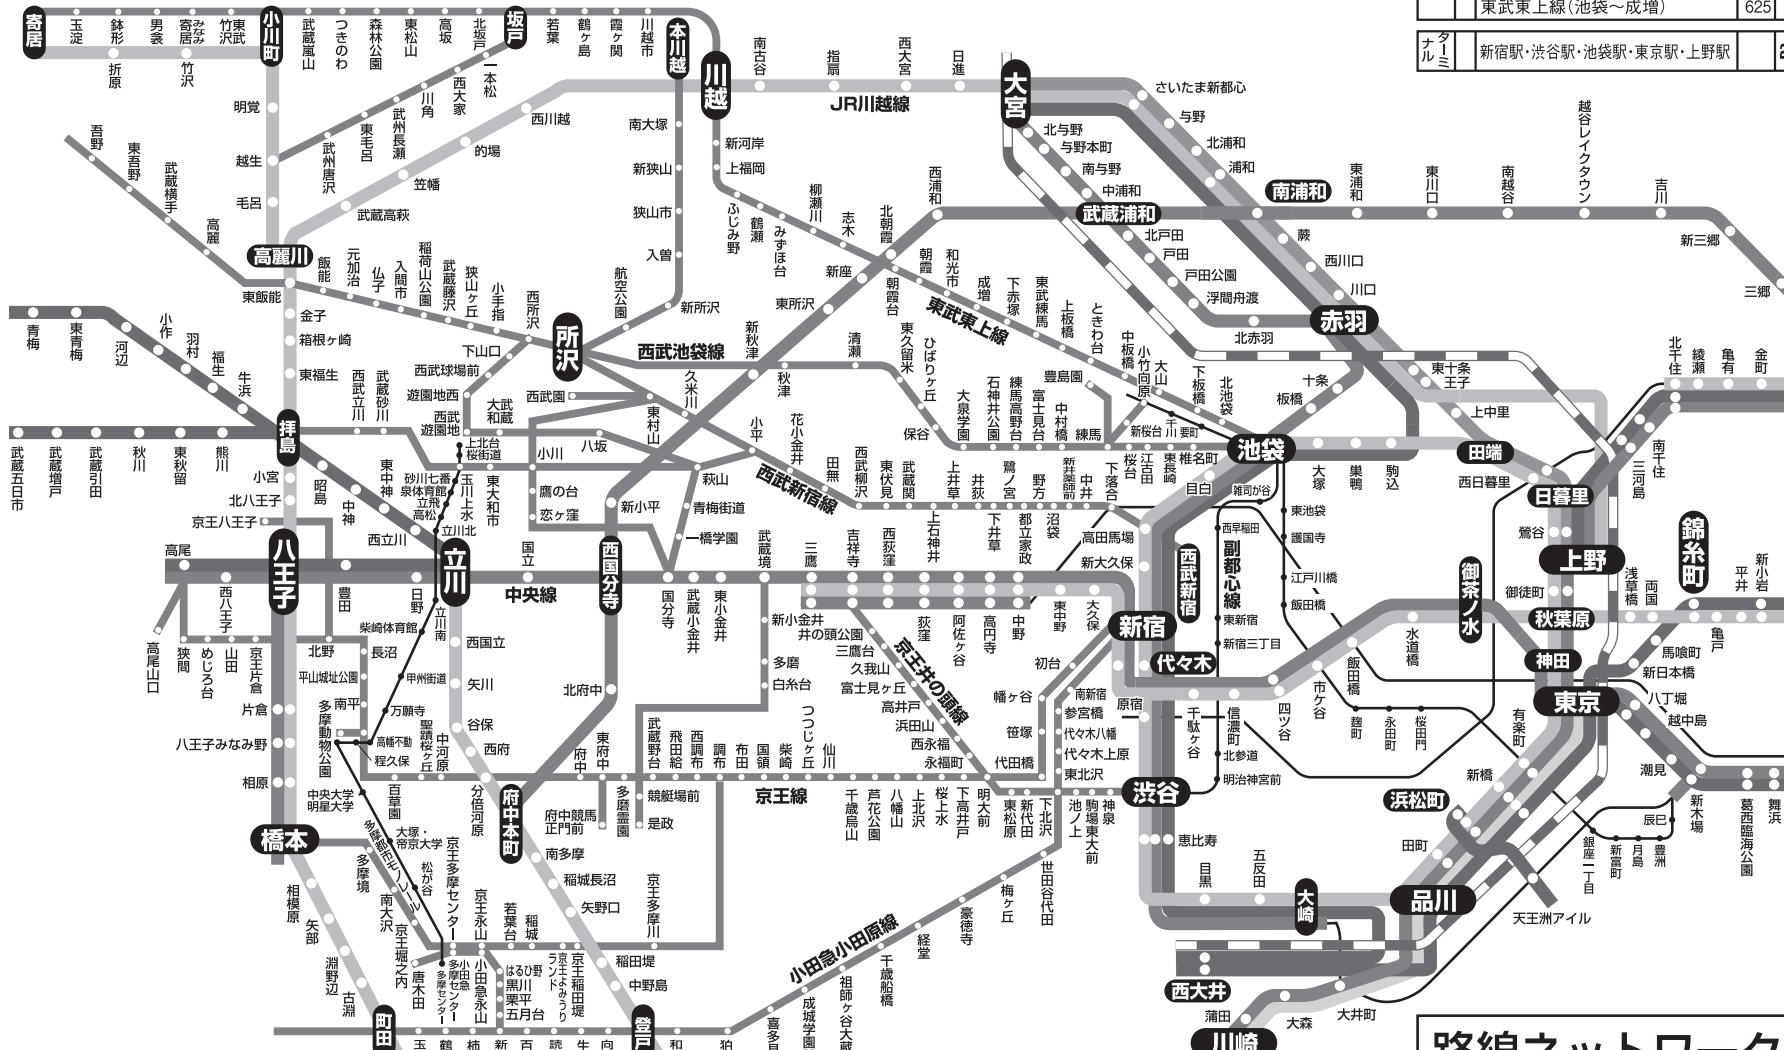 東武東上線(池袋～成増)
625
ターミナル
新宿駅・渋谷駅・池袋駅・東京駅・上野駅
寄居
玉淀
鉢形
男衾
みなみ寄居
東武竹沢
小川町
武蔵嵐山
つきのわ
森林公園
東松山
高坂
北坂戸
坂戸
若葉
鶴ヶ島
霞ヶ関
川越市
本川越
川越
折原
竹沢
明覚
越生
毛呂
高麗川
武州唐沢
東毛呂
武州長瀬
川角
西大家
一本松
西川越
的場
笠幡
武蔵高萩
南古谷
指扇
西大宮
日進
大宮
JR川越線
吾野
東吾野
武蔵横手
高麗
東飯能
飯能
元加治
仏子
入間市
稲荷山公園
武蔵藤沢
狭山ヶ丘
小手指
西所沢
所沢
航空公園
新所沢
南大塚
新狭山
狭山市
入曽
新河岸
上福岡
ふじみ野
鶴瀬
みずほ台
柳瀬川
志木
北朝霞
朝霞台
朝霞
和光市
成増
下赤塚
東武練馬
上板橋
ときわ台
中板橋
大山
下板橋
北池袋
東武東上線
西浦和
新座
東所沢
新秋津
さいたま新都心
与野
北浦和
浦和
南浦和
北与野
与野本町
南与野
中浦和
武蔵浦和
北戸田
戸田
戸田公園
浮間舟渡
北赤羽
赤羽
蕨
西川口
川口
東浦和
東川口
南越谷
越谷レイクタウン
吉川
新三郷
三郷
金子
箱根ヶ崎
東福生
青梅
東青梅
河辺
小作
羽村
福生
牛浜
拝島
武蔵五日市
武蔵増戸
武蔵引田
秋川
東秋留
熊川
西武立川
武蔵砂川
下山口
西武球場前
遊園地西
西武遊園地
西武園
武蔵大和
八坂
東村山
久米川
秋津
清瀬
東久留米
ひばりヶ丘
保谷
大泉学園
石神井公園
練馬高野台
富士見台
中村橋
練馬
豊島園
小竹向原
新桜台
千川
要町
桜台
江古田
東長崎
椎名町
池袋
西武池袋線
十条
板橋
東十条
王子
上中里
田端
大塚
巣鴨
駒込
西日暮里
日暮里
三河島
南千住
北千住
綾瀬
亀有
金町
小宮
北八王子
京王八王子
八王子
昭島
中神
東中神
西立川
立川
上北台
桜街道
玉川上水
砂川七番
泉体育館
立飛
高松
立川北
立川南
東大和市
小川
鷹の台
恋ヶ窪
萩山
青梅街道
一橋学園
新小平
小平
花小金井
田無
西武柳沢
東伏見
武蔵関
上石神井
上井草
井荻
下井草
鷺ノ宮
都立家政
野方
沼袋
新井薬師前
中井
下落合
高田馬場
新大久保
西武新宿
西武新宿線
目白
雑司が谷
西早稲田
副都心線
東新宿
新宿三丁目
東池袋
護国寺
江戸川橋
飯田橋
鶯谷
上野
御徒町
秋葉原
御茶ノ水
錦糸町
浅草橋
両国
平井
新小岩
亀戸
馬喰町
新日本橋
神田
東京
八丁堀
越中島
潮見
新木場
葛西臨海公園
舞浜
高尾
高尾山口
西八王子
豊田
日野
国立
西国分寺
国分寺
武蔵小金井
東小金井
武蔵境
三鷹
吉祥寺
西荻窪
荻窪
阿佐ヶ谷
高円寺
中野
東中野
大久保
新宿
中央線
狭間
めじろ台
山田
京王片倉
北野
長沼
平山城址公園
南平
多摩動物公園
高幡不動
程久保
万願寺
甲州街道
柴崎体育館
西国立
矢川
谷保
西府
百草園
聖蹟桜ヶ丘
中河原
分倍河原
府中
府中本町
北府中
東府中
府中競馬正門前
多磨霊園
武蔵野台
飛田給
西調布
調布
布田
国領
柴崎
つつじヶ丘
仙川
千歳烏山
芦花公園
八幡山
上北沢
桜上水
下高井戸
明大前
代田橋
笹塚
幡ヶ谷
初台
京王線
新小金井
多磨
白糸台
競艇場前
是政
井の頭公園
三鷹台
久我山
富士見ヶ丘
高井戸
浜田山
西永福
永福町
京王井の頭線
東松原
新代田
下北沢
池ノ上
駒場東大前
神泉
渋谷
南新宿
参宮橋
代々木八幡
代々木上原
東北沢
世田谷代田
梅ヶ丘
豪徳寺
経堂
千歳船橋
祖師ヶ谷大蔵
成城学園
喜多見
狛
和
登戸
小田急小田原線
代々木
原宿
千駄ヶ谷
信濃町
四ツ谷
市ケ谷
飯田橋
水道橋
北参道
明治神宮前
麹町
永田町
桜田門
有楽町
新橋
浜松町
田町
品川
天王洲アイル
銀座一丁目
新富町
月島
豊洲
辰巳
恵比寿
目黒
五反田
大崎
西大井
蒲田
大森
大井町
川崎
片倉
八王子みなみ野
相原
橋本
相模原
矢部
淵野辺
古淵
町田
中央大学・明星大学
大塚・帝京大学
松が谷
多摩都市モノレール
多摩境
南大沢
京王堀之内
京王多摩センター
小田急多摩センター
多摩センター
唐木田
京王永山
小田急永山
若葉台
稲城
はるひ野
黒川
栗平
五月台
京王よみうりランド
京王稲田堤
京王多摩川
南多摩
稲城長沼
矢野口
稲田堤
中野島
玉
鶴
柿
新
百
読
生
向
路線ネットワーク